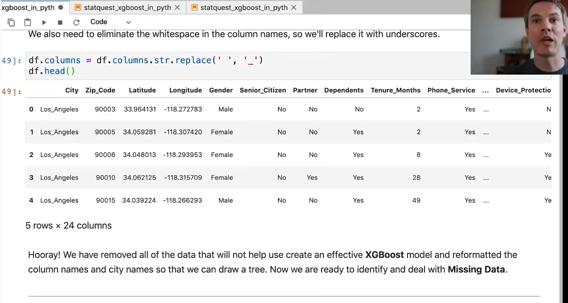 xgboost_in_pyth
statquest_xgboost_in_pyth
statquest_xgboost_in_pyth
Code
We also need to eliminate the whitespace in the column names, so we'll replace it with underscores.
49]: df.columns = df.columns.str.replace(' ', '_')
df.head()
49]: City Zip_Code Latitude Longitude Gender Senior_Citizen Partner Dependents Tenure_Months Phone_Service ... Device_Protectio
0 Los_Angeles 90003 33.964131 -118.272783 Male No No No 2 Yes ... N
1 Los_Angeles 90005 34.059281 -118.307420 Female No No Yes 2 Yes ... N
2 Los_Angeles 90006 34.048013 -118.293953 Female No No Yes 8 Yes ... Ye
3 Los_Angeles 90010 34.062125 -118.315709 Female No Yes Yes 28 Yes ... Ye
4 Los_Angeles 90015 34.039224 -118.266293 Male No No Yes 49 Yes ... Ye
5 rows × 24 columns
Hooray! We have removed all of the data that will not help use create an effective XGBoost model and reformatted the
column names and city names so that we can draw a tree. Now we are ready to identify and deal with Missing Data.